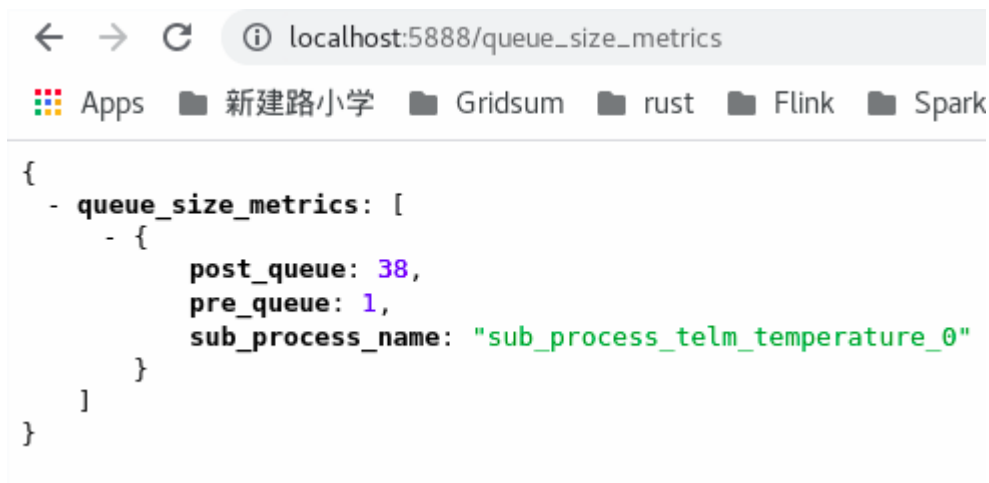 localhost:5888/queue_size_metrics
Apps 新建路小学 Gridsum rust Flink Spark
{
- queue_size_metrics: [
- {
post_queue: 38,
pre_queue: 1,
sub_process_name: "sub_process_telm_temperature_0"
}
]
}